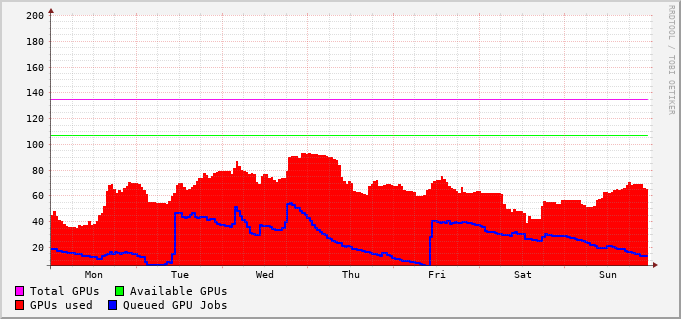 RRDTOOL / TOBI OETIKER
200
180
160
140
120
100
80
60
40
20
Mon Tue Wed Thu Fri Sat Sun
Total GPUs Available GPUs
GPUs used Queued GPU Jobs